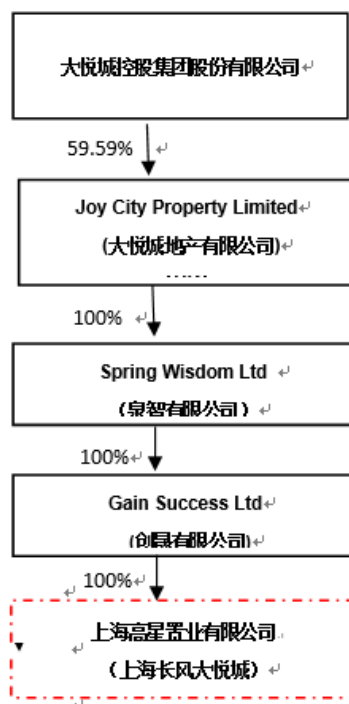 大悦城控股集团股份有限公司
59.59%
Joy City Property Limited
(大悦城地产有限公司)
……
100%
Spring Wisdom Ltd
（泉智有限公司）
100%
Gain Success Ltd
(创晟有限公司)
100%
上海高星置业有限公司
（上海长风大悦城）